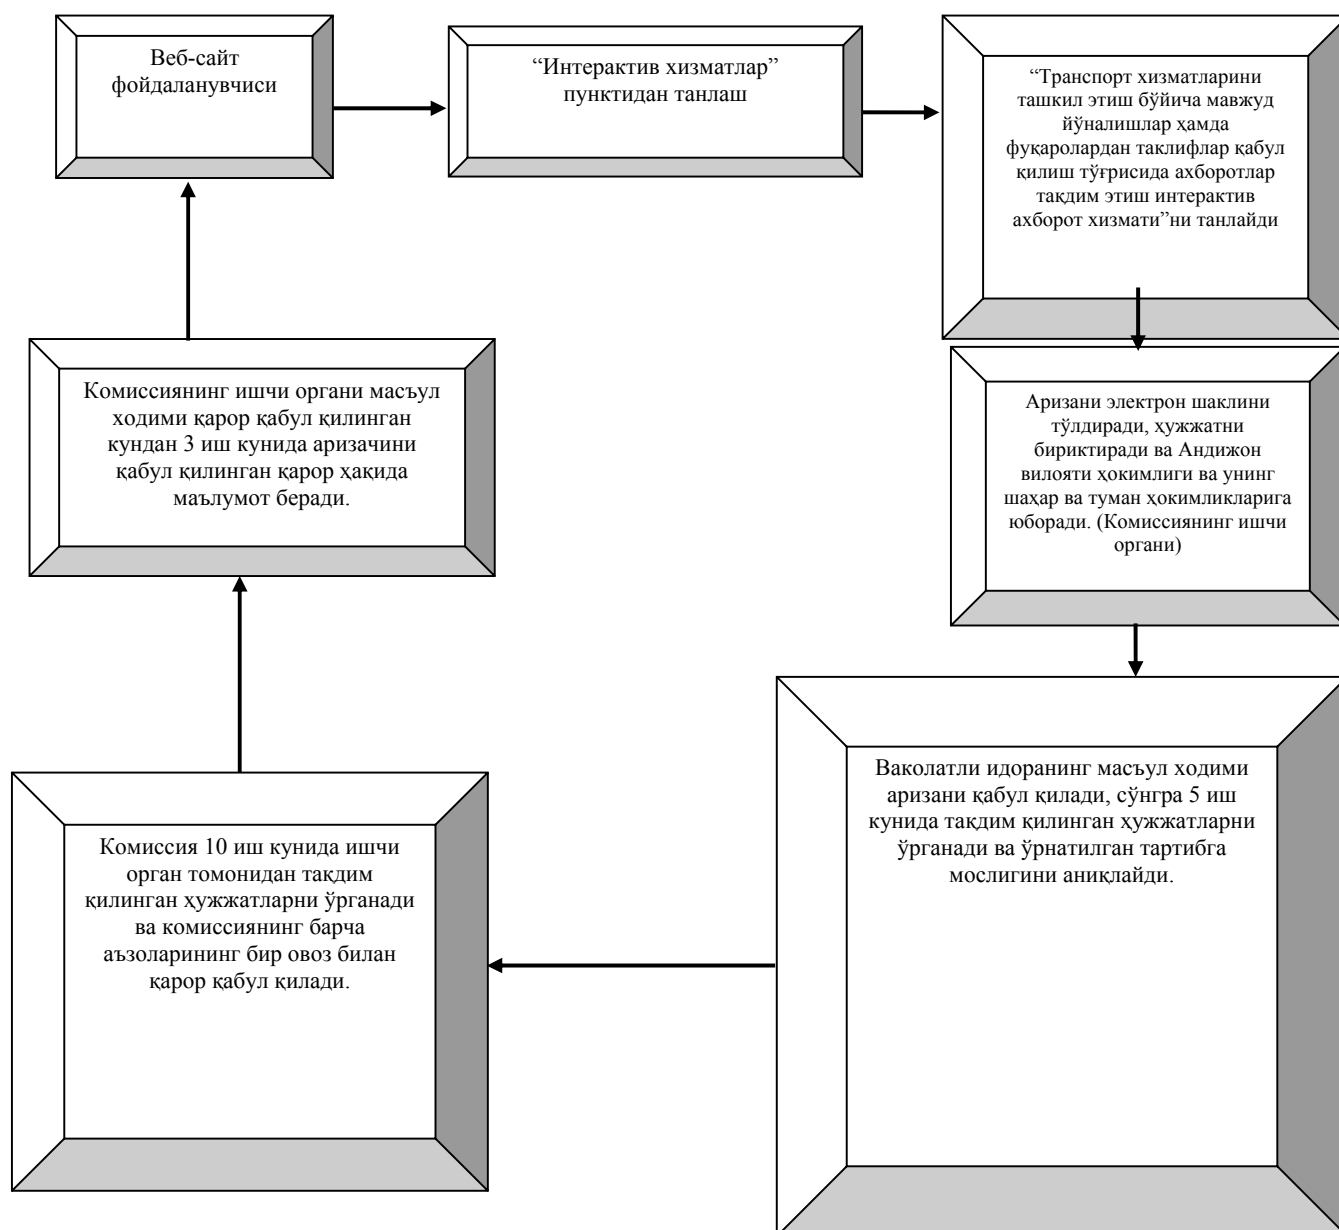 Веб-сайт
фойдаланувчиси
“Интерактив хизматлар”
пунктидан танлаш
“Транспорт хизматларини
ташкил этиш бўйича мавжуд
йўналишлар ҳамда
фуқаролардан таклифлар қабул
қилиш тўғрисида ахборотлар
тақдим этиш интерактив
ахборот хизмати”ни танлайди
Аризани электрон шаклини
тўлдиради, ҳужжатни
бириктиради ва Андижон
вилояти ҳокимлиги ва унинг
шаҳар ва туман ҳокимликларига
юборади. (Комиссиянинг ишчи
органи)
Ваколатли идоранинг масъул ходими
аризани қабул қилади, сўнгра 5 иш
кунида тақдим қилинган ҳужжатларни
ўрганади ва ўрнатилган тартибга
мослигини аниқлайди.
Комиссия 10 иш кунида ишчи
орган томонидан тақдим
қилинган ҳужжатларни ўрганади
ва комиссиянинг барча
аъзоларининг бир овоз билан
қарор қабул қилади.
Комиссиянинг ишчи органи масъул
ходими қарор қабул қилинган
кундан 3 иш кунида аризачини
қабул қилинган қарор ҳақида
маълумот беради.